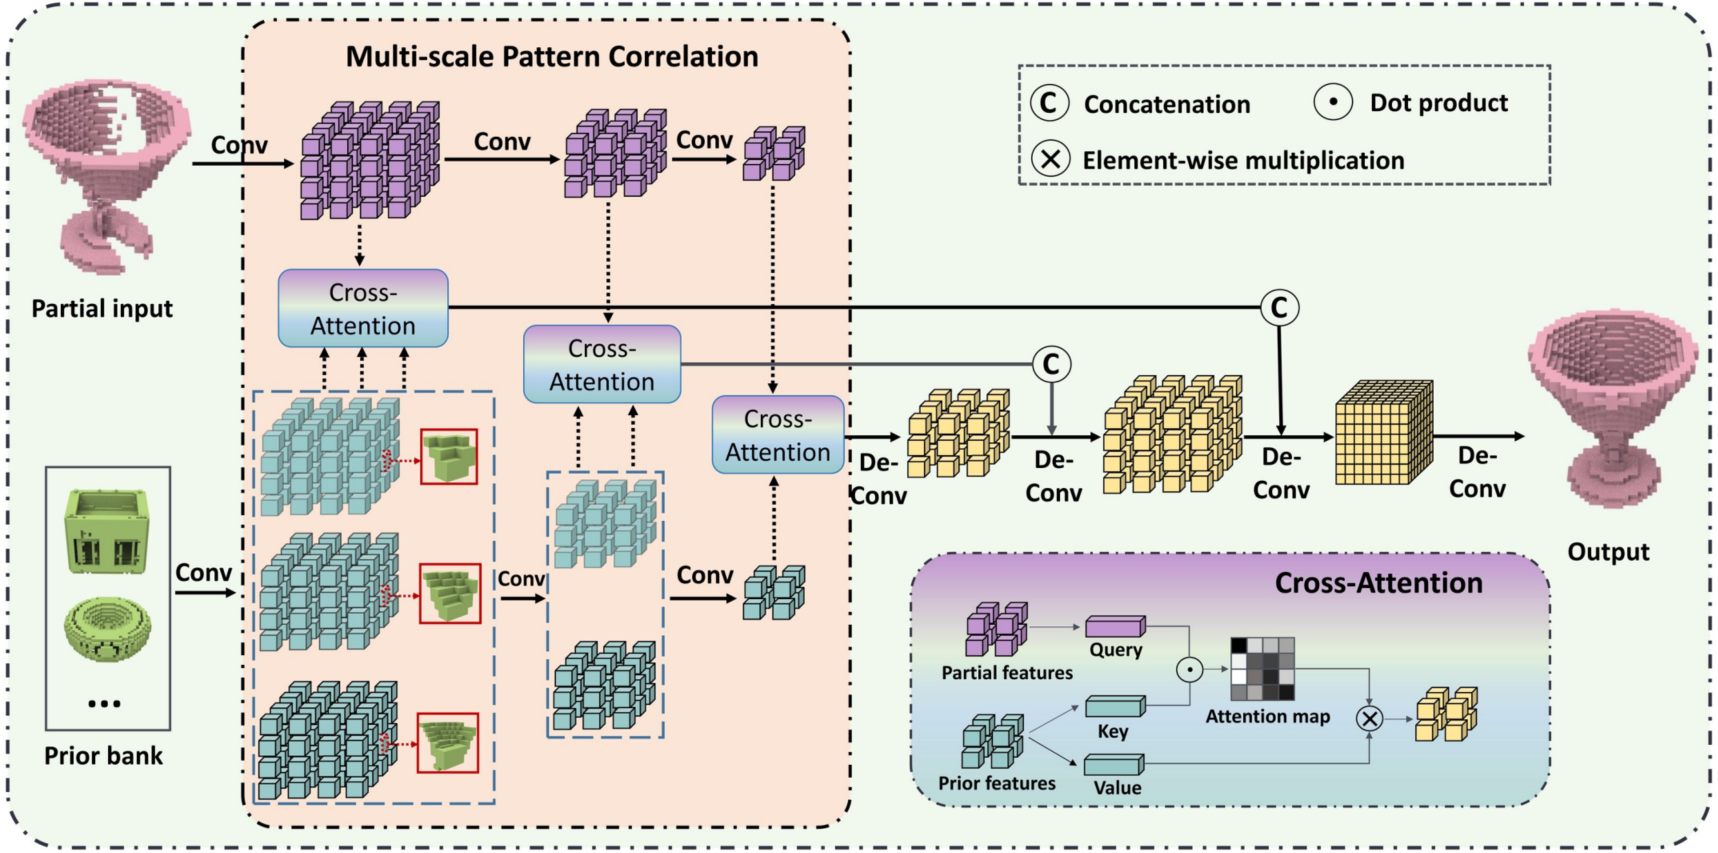 Multi-scale Pattern Correlation
C Concatenation
Dot product
Element-wise multiplication
Conv
Conv
Conv
Partial input
Cross-
Attention
C
Cross-
Attention
C
Cross-
Attention
De-
Conv
De-
Conv
De-
Conv
De-
Conv
Output
Conv
Conv
Conv
Prior bank
...
Cross-Attention
Partial features
Query
Key
Attention map
Prior features
Value